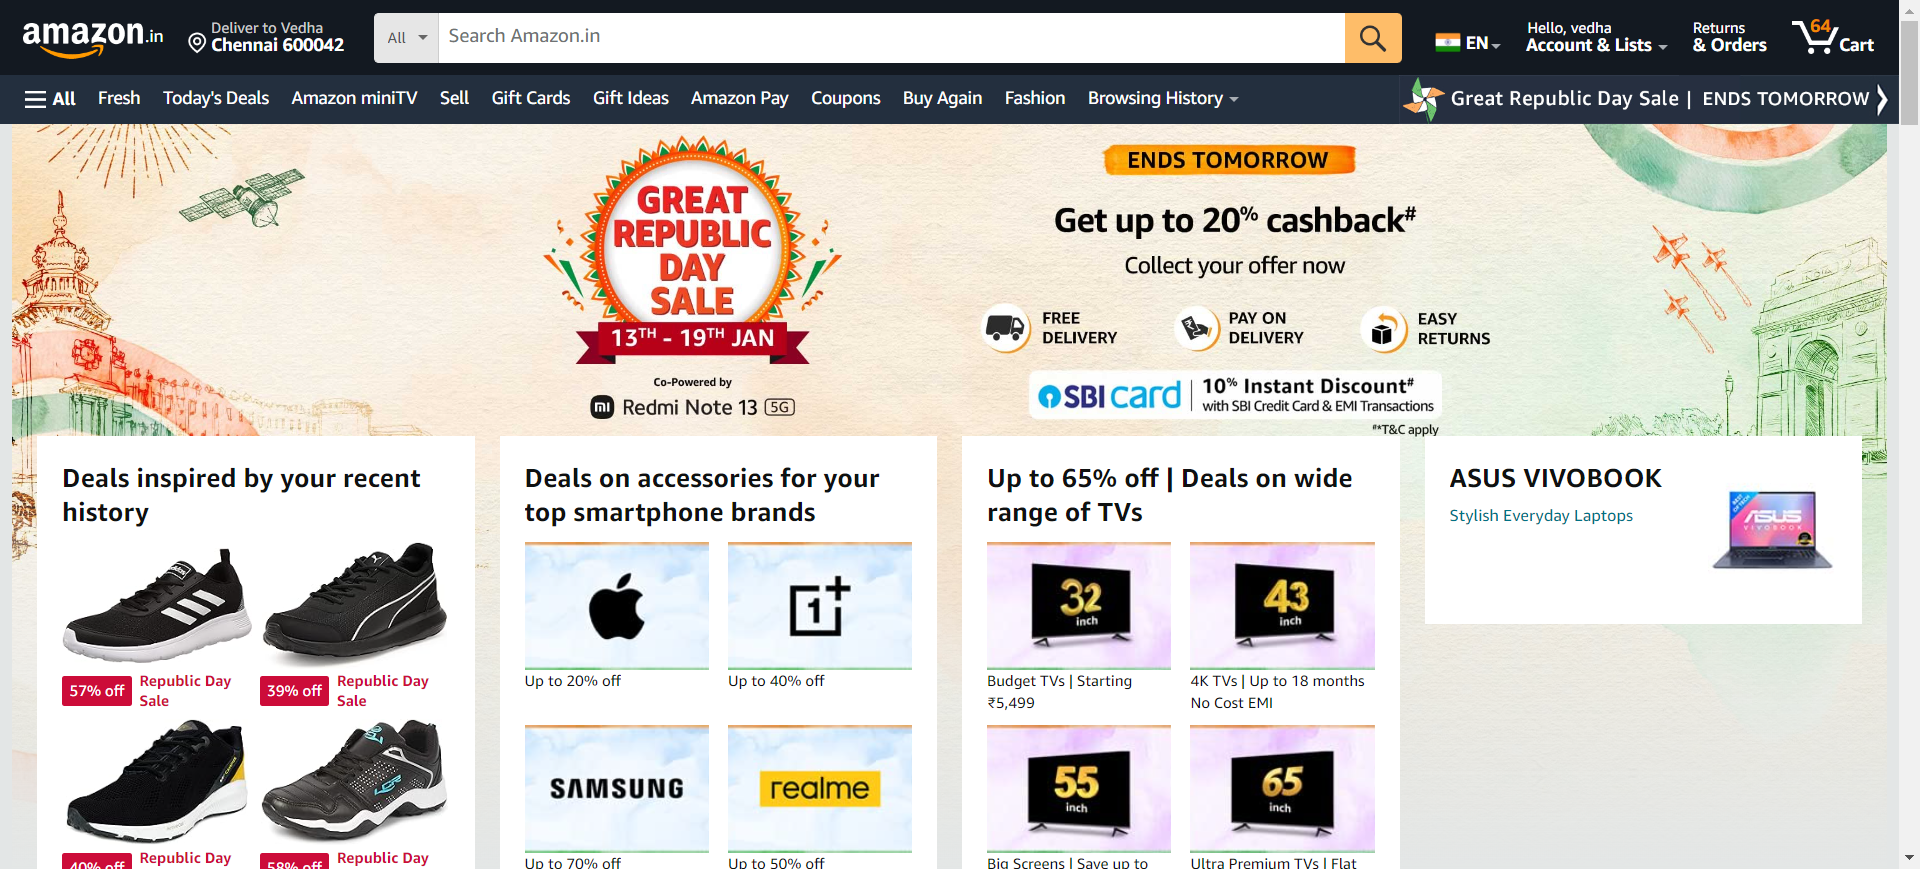 amazon.in
Deliver to Vedha
Chennai 600042
All
Search Amazon.in
EN
Hello, vedha
Account & Lists
Returns
& Orders
64
Cart
All
Fresh
Today's Deals
Amazon miniTV
Sell
Gift Cards
Gift Ideas
Amazon Pay
Coupons
Buy Again
Fashion
Browsing History
Great Republic Day Sale | ENDS TOMORROW
GREAT
REPUBLIC
DAY
SALE
13TH - 19TH JAN
Co-Powered by
Redmi Note 13 5G
ENDS TOMORROW
Get up to 20% cashback#
Collect your offer now
FREE
DELIVERY
PAY ON
DELIVERY
EASY
RETURNS
SBI card
10% Instant Discount#
with SBI Credit Card & EMI Transactions
#*T&C apply
INDIA
Deals inspired by your recent
history
57% off
Republic Day
Sale
39% off
Republic Day
Sale
40% off
Republic Day
58% off
Republic Day
Deals on accessories for your
top smartphone brands
Up to 20% off
1+
Up to 40% off
SAMSUNG
Up to 70% off
realme
Up to 50% off
Up to 65% off | Deals on wide
range of TVs
32
inch
Budget TVs | Starting
₹5,499
43
inch
4K TVs | Up to 18 months
No Cost EMI
55
inch
Big Screens | Save up to
65
inch
Ultra Premium TVs | Flat
ASUS VIVOBOOK
Stylish Everyday Laptops
ASUS
VIVOBOOK